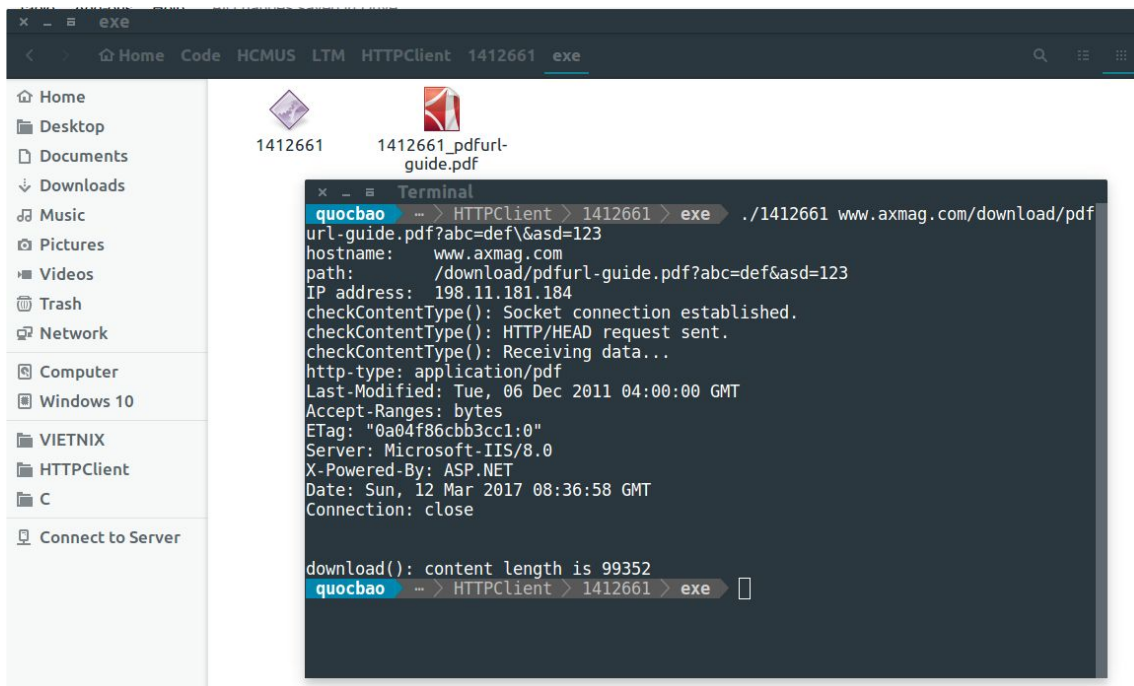 exe
Home Code HCMUS LTM HTTPClient 1412661 exe
Home
Desktop
Documents
Downloads
Music
Pictures
Videos
Trash
Network
Computer
Windows 10
VIETNIX
HTTPClient
C
Connect to Server
1412661
1412661_pdfurl-
guide.pdf
Terminal
quocbao … > HTTPClient > 1412661 > exe ./1412661 www.axmag.com/download/pdf
url-guide.pdf?abc=def\&asd=123
hostname: www.axmag.com
path: /download/pdfurl-guide.pdf?abc=def&asd=123
IP address: 198.11.181.184
checkContentType(): Socket connection established.
checkContentType(): HTTP/HEAD request sent.
checkContentType(): Receiving data...
http-type: application/pdf
Last-Modified: Tue, 06 Dec 2011 04:00:00 GMT
Accept-Ranges: bytes
ETag: "0a04f86cbb3cc1:0"
Server: Microsoft-IIS/8.0
X-Powered-By: ASP.NET
Date: Sun, 12 Mar 2017 08:36:58 GMT
Connection: close
download(): content length is 99352
quocbao … > HTTPClient > 1412661 > exe